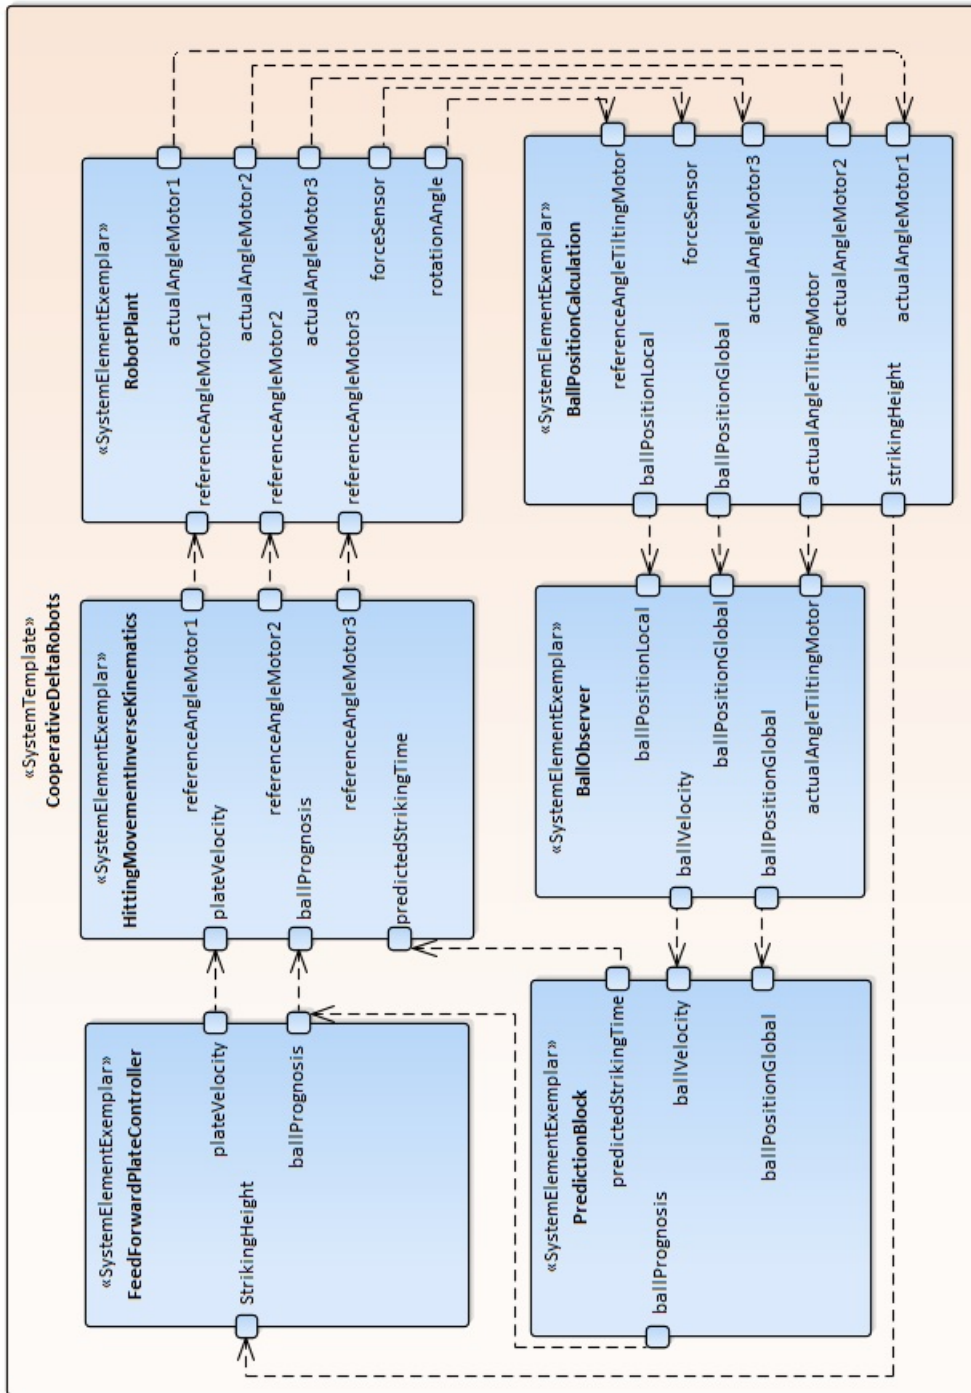 «SystemTemplate»
CooperativeDeltaRobots
«SystemElementExemplar»
FeedForwardPlateController
StrikingHeight
plateVelocity
ballPrognosis
«SystemElementExemplar»
HittingMovementInverseKinematics
plateVelocity
ballPrognosis
predictedStrikingTime
referenceAngleMotor1
referenceAngleMotor2
referenceAngleMotor3
«SystemElementExemplar»
RobotPlant
referenceAngleMotor1
referenceAngleMotor2
referenceAngleMotor3
actualAngleMotor1
actualAngleMotor2
actualAngleMotor3
forceSensor
rotationAngle
«SystemElementExemplar»
PredictionBlock
ballPrognosis
predictedStrikingTime
ballVelocity
ballPositionGlobal
«SystemElementExemplar»
BallObserver
ballVelocity
ballPositionGlobal
ballPositionLocal
ballPositionGlobal
actualAngleTiltingMotor
«SystemElementExemplar»
BallPositionCalculation
ballPositionLocal
ballPositionGlobal
actualAngleTiltingMotor
strikingHeight
referenceAngleTiltingMotor
forceSensor
actualAngleMotor3
actualAngleMotor2
actualAngleMotor1